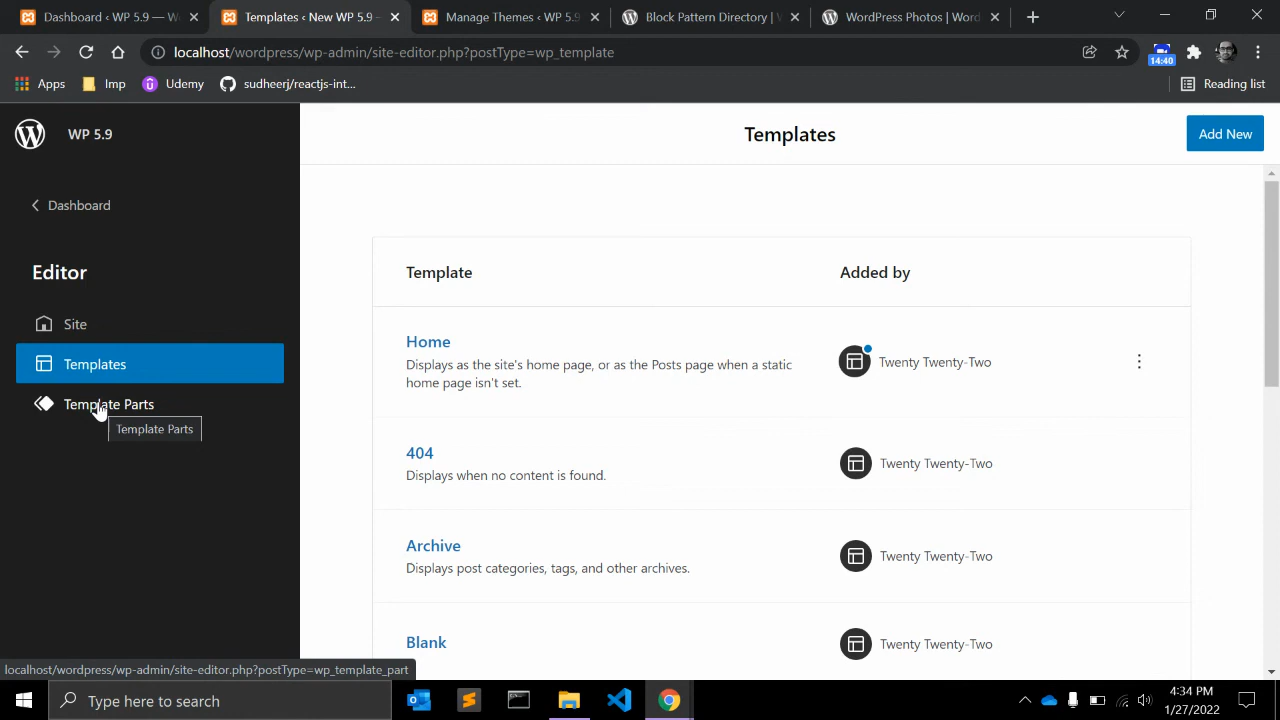 Dashboard ‹ WP 5.9 — W
Templates ‹ New WP 5.9 -
Manage Themes ‹ WP 5.9
Block Pattern Directory |
WordPress Photos | Word
localhost/wordpress/wp-admin/site-editor.php?postType=wp_template
14:40
Apps
Imp
Udemy
sudheerj/reactjs-int...
Reading list
WP 5.9
Templates
Add New
Dashboard
Editor
Template
Added by
Site
Home
Displays as the site's home page, or as the Posts page when a static
home page isn't set.
Twenty Twenty-Two
Templates
Template Parts
Template Parts
404
Displays when no content is found.
Twenty Twenty-Two
Archive
Displays post categories, tags, and other archives.
Twenty Twenty-Two
Blank
Twenty Twenty-Two
localhost/wordpress/wp-admin/site-editor.php?postType=wp_template_part
Type here to search
4:34 PM
1/27/2022